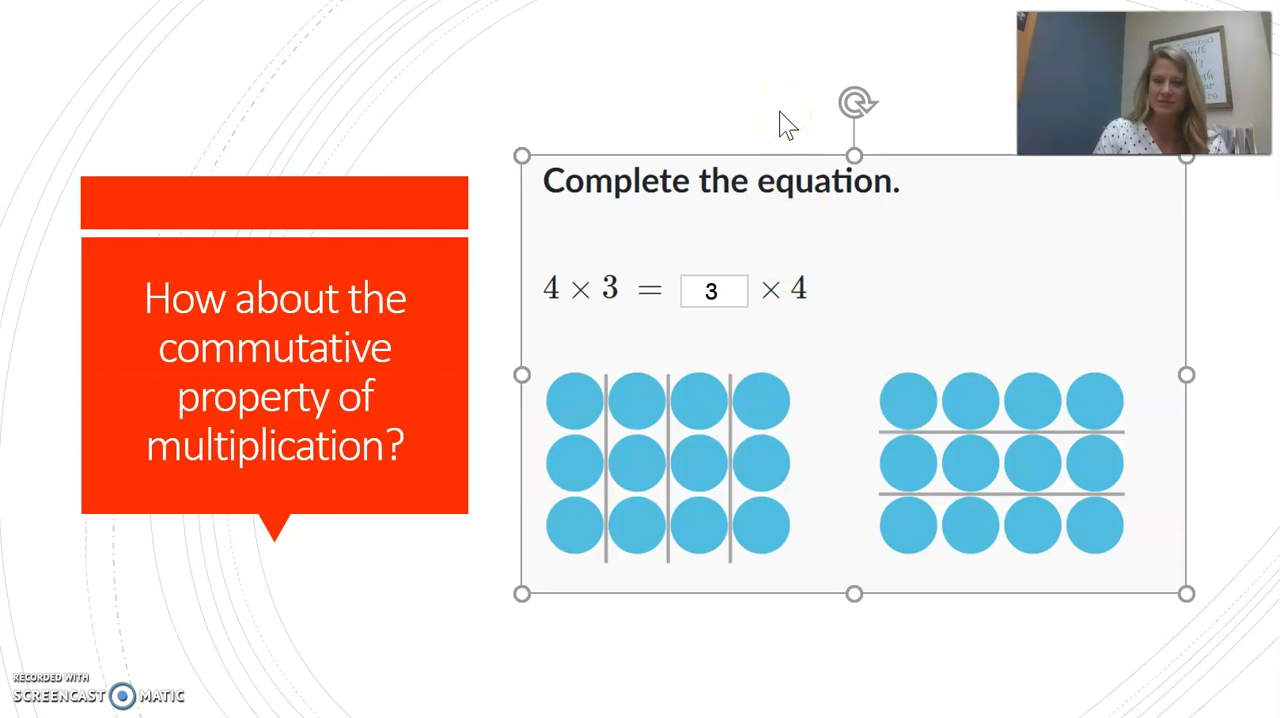 Complete the equation.
4 × 3 = 3 × 4
How about the
commutative
property of
multiplication?
RECORDED WITH
SCREENCAST MATIC